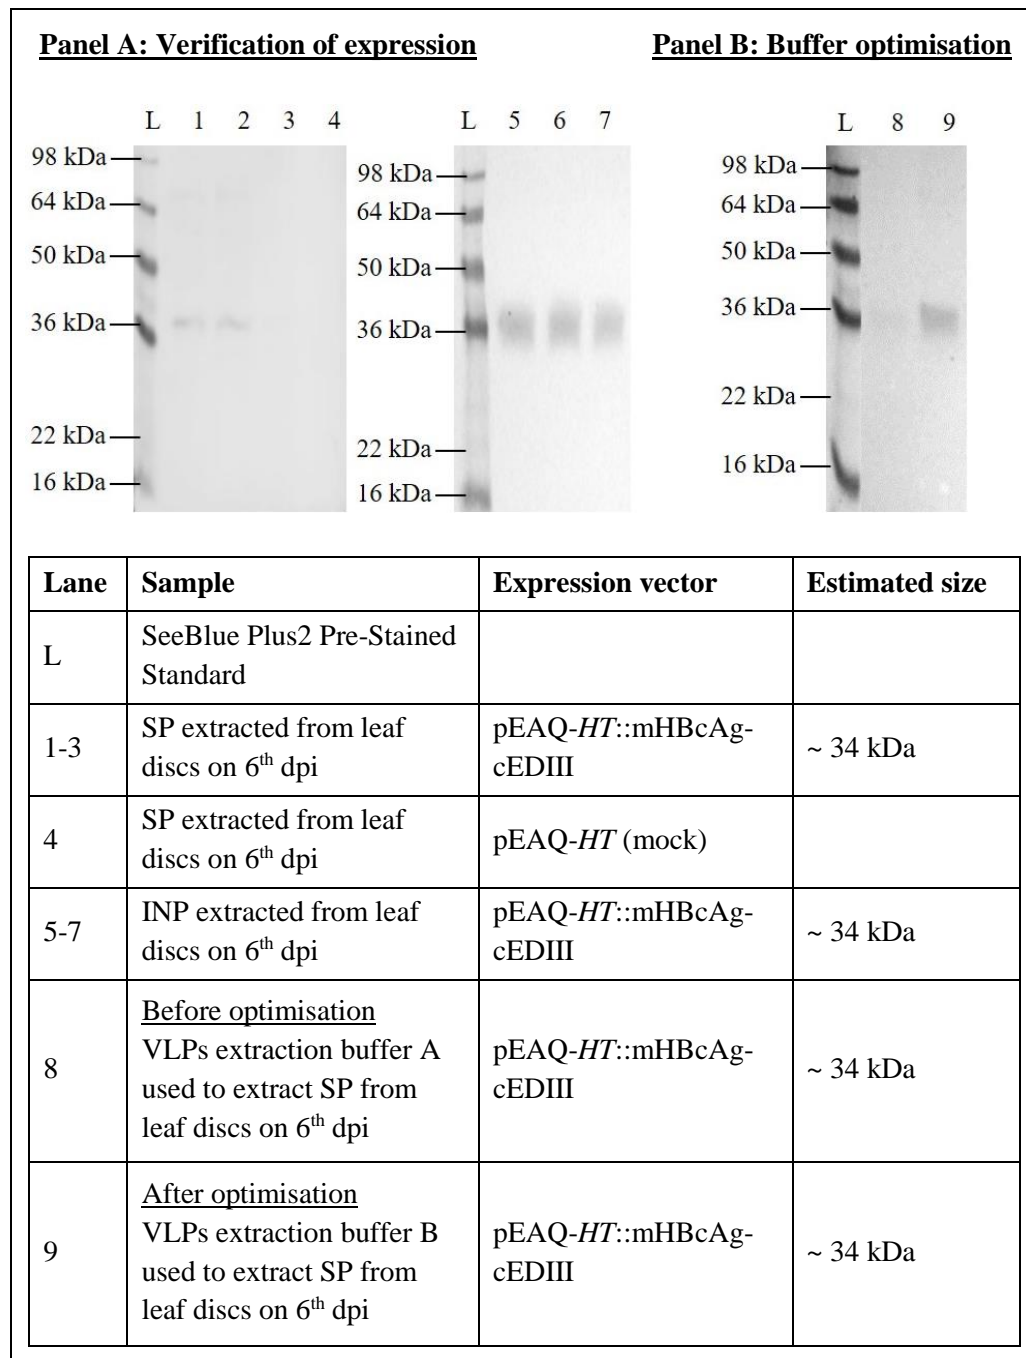 Panel A: Verification of expression
Panel B: Buffer optimisation
L 1 2 3 4
98 kDa
64 kDa
50 kDa
36 kDa
22 kDa
16 kDa
L 5 6 7
98 kDa
64 kDa
50 kDa
36 kDa
22 kDa
16 kDa
L 8 9
98 kDa
64 kDa
50 kDa
36 kDa
22 kDa
16 kDa
Lane Sample Expression vector Estimated size
L SeeBlue Plus2 Pre-Stained
Standard
1-3 SP extracted from leaf
discs on 6th dpi
pEAQ-HT::mHBcAg-
cEDIII
~ 34 kDa
4 SP extracted from leaf
discs on 6th dpi
pEAQ-HT (mock)
5-7 INP extracted from leaf
discs on 6th dpi
pEAQ-HT::mHBcAg-
cEDIII
~ 34 kDa
8 Before optimisation
VLPs extraction buffer A
used to extract SP from
leaf discs on 6th dpi
pEAQ-HT::mHBcAg-
cEDIII
~ 34 kDa
9 After optimisation
VLPs extraction buffer B
used to extract SP from
leaf discs on 6th dpi
pEAQ-HT::mHBcAg-
cEDIII
~ 34 kDa